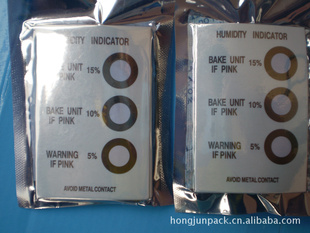 CITY INDICATOR
BAKE UNIT
IF PINK
15%
BAKE UNIT
IF PINK
10%
WARNING
IF PINK
5%
AVOID METAL CONTACT
HUMIDITY INDICATOR
BAKE UNIT
IF PINK
15%
BAKE UNIT
IF PINK
10%
WARNING
IF PINK
5%
AVOID METAL CONTACT
hongjunpack.cn.alibaba.com